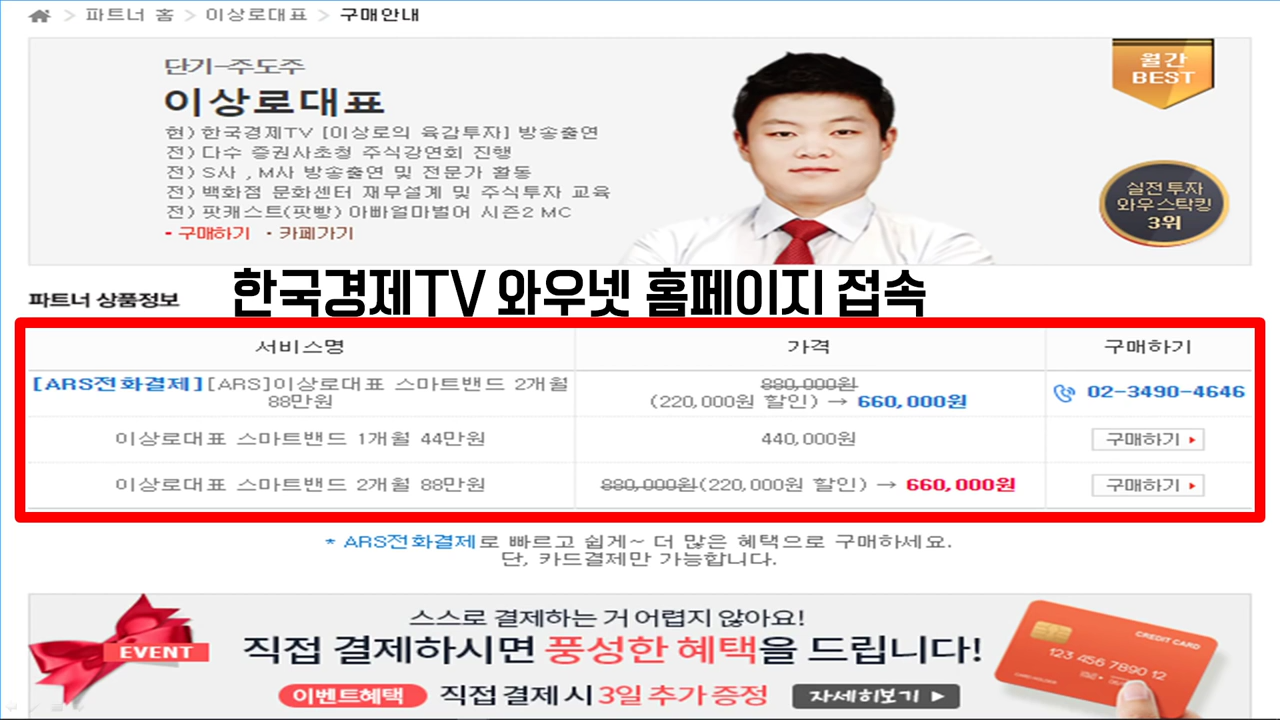 파트너 홈 > 이상로대표 > 구매안내
단기-주도주
이상로대표
현) 한국경제TV [이상로의 육감투자] 방송출연
전) 다수 증권사초청 주식강연회 진행
전) S사 , M사 방송출연 및 전문가 활동
전) 백화점 문화센터 재무설계 및 주식투자 교육
전) 팟캐스트(팟빵) 아빠얼마벌어 시즌2 MC
- 구매하기 · 카페가기
월간
BEST
실전투자
와우스탁킹
3위
파트너 상품정보
한국경제TV 와우넷 홈페이지 접속
서비스명 가격 구매하기
[ARS전화결제][ARS]이상로대표 스마트밴드 2개월
88만원
880,000원
(220,000원 할인) → 660,000원
02-3490-4646
이상로대표 스마트밴드 1개월 44만원 440,000원 구매하기
이상로대표 스마트밴드 2개월 88만원 880,000원(220,000원 할인) → 660,000원 구매하기
* ARS전화결제로 빠르고 쉽게~ 더 많은 혜택으로 구매하세요.
단, 카드결제만 가능합니다.
EVENT
스스로 결제하는 거 어렵지 않아요!
직접 결제하시면 풍성한 혜택을 드립니다!
이벤트혜택 직접 결제 시 3일 추가 증정 자세히보기 ▶
CREDIT CARD
123 456 7890 12
CARD HOLDER